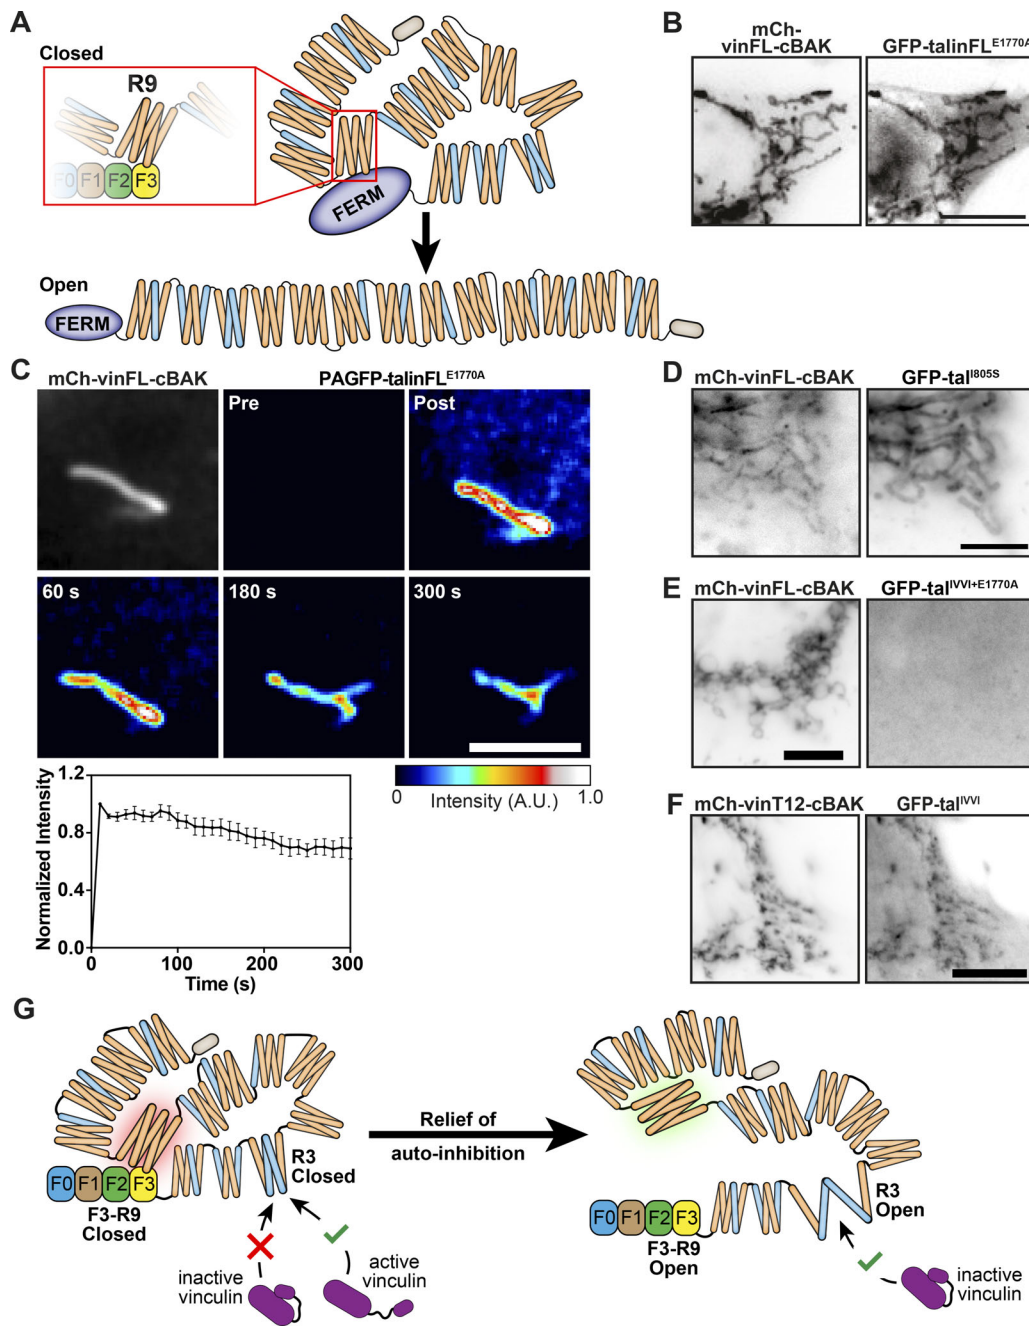 A
Closed
R9
F0 F1 F2 F3
FERM
Open
FERM
B
mCh-
vinFL-cBAK
GFP-talinFL^E1770A
C
mCh-vinFL-cBAK
PAGFP-talinFL^E1770A
Pre
Post
60 s
180 s
300 s
0
1.0
Intensity (A.U.)
1.2
0.8
0.4
0.0
Normalized Intensity
0
100
200
300
Time (s)
D
mCh-vinFL-cBAK
GFP-tal^I805S
E
mCh-vinFL-cBAK
GFP-tal^IVVI+E1770A
F
mCh-vinT12-cBAK
GFP-tal^IVVI
G
F0 F1 F2 F3
F3-R9
Closed
R3
Closed
inactive
vinculin
active
vinculin
Relief of
auto-inhibition
F0 F1 F2 F3
F3-R9
Open
R3
Open
inactive
vinculin